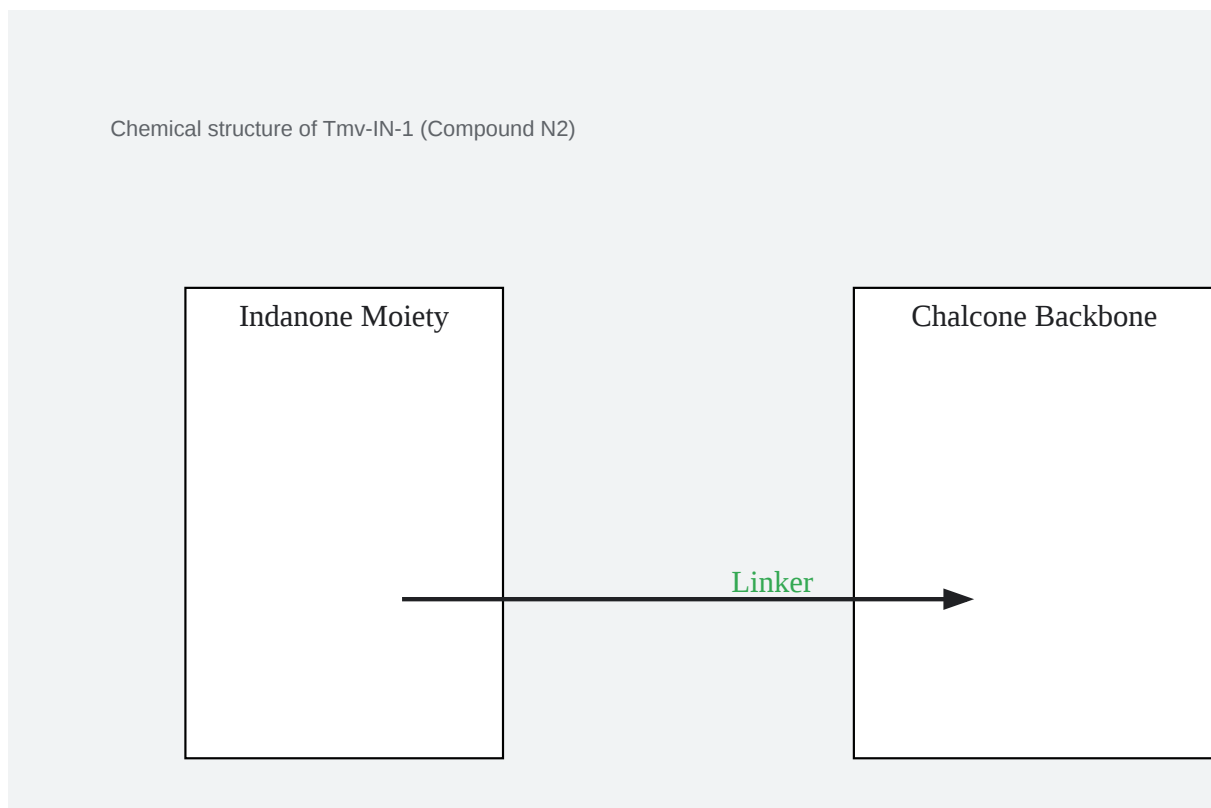 Chemical structure of Tmv-IN-1 (Compound N2)
Indanone Moiety
Chalcone Backbone
Linker